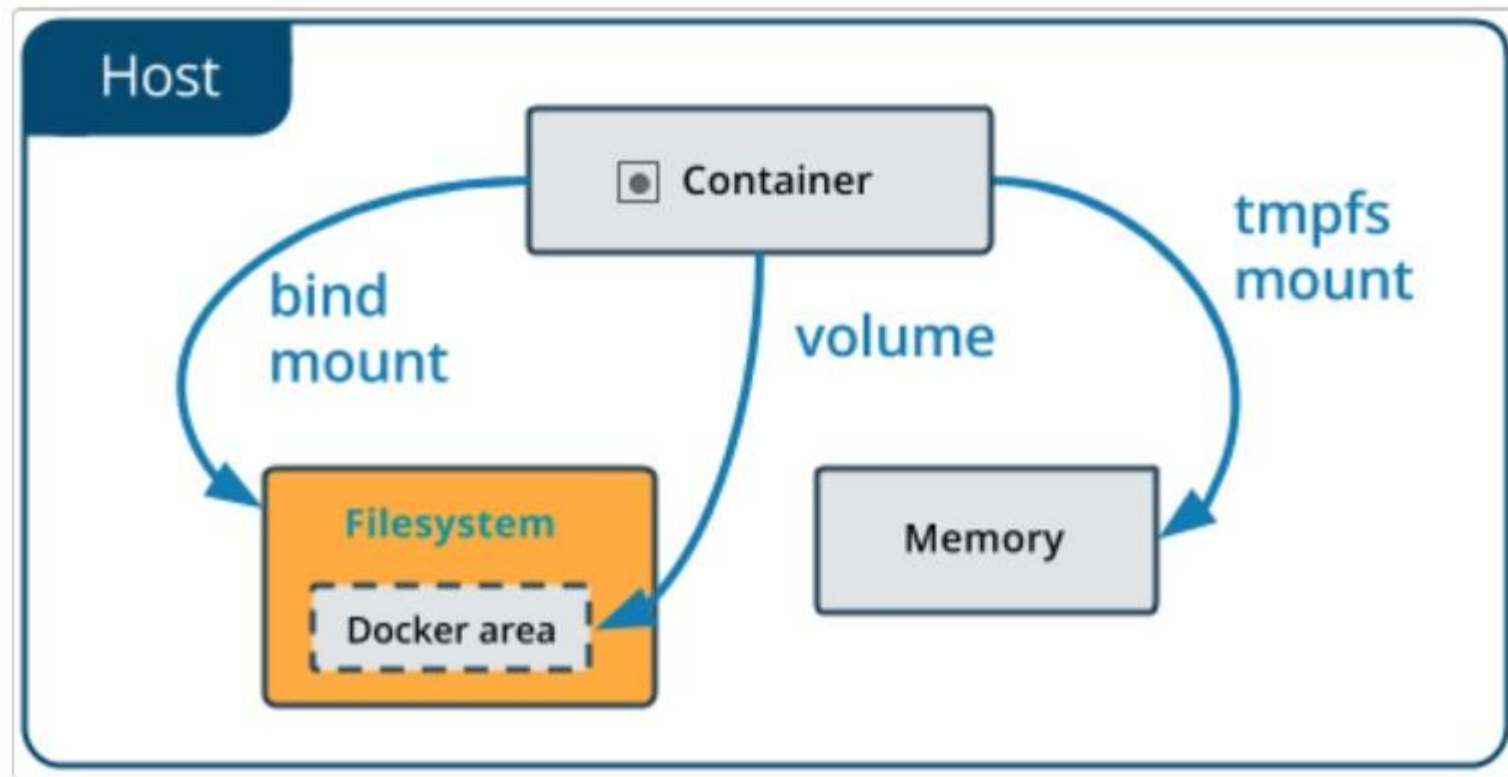 Host
Container
bind
mount
volume
tmpfs
mount
Filesystem
Docker area
Memory